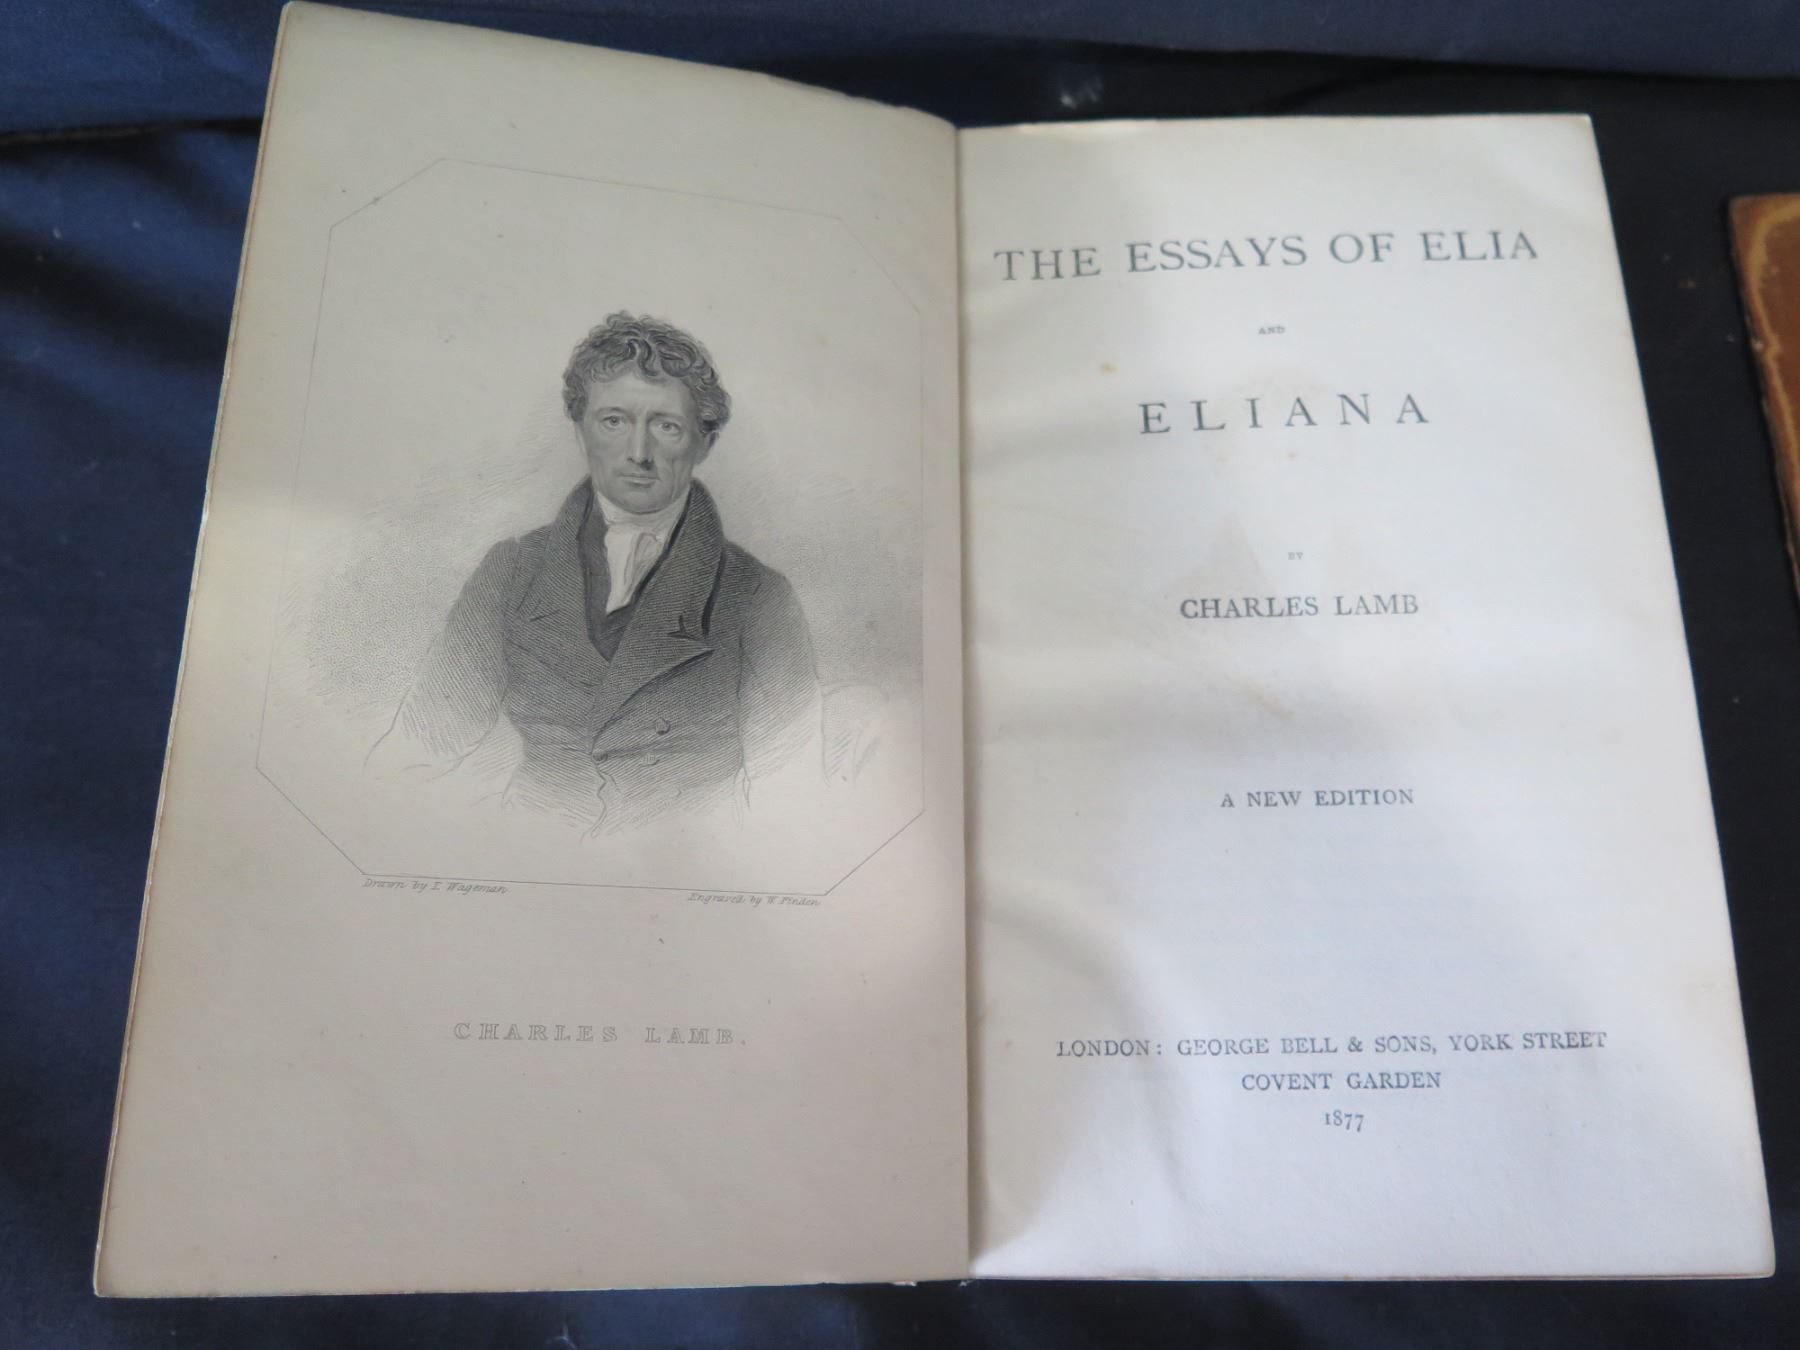 Drawn by T. Wageman
Engraved by W. Finden
CHARLES LAMB.
THE ESSAYS OF ELIA
AND
ELIANA
BY
CHARLES LAMB
A NEW EDITION
LONDON: GEORGE BELL & SONS, YORK STREET
COVENT GARDEN
1877